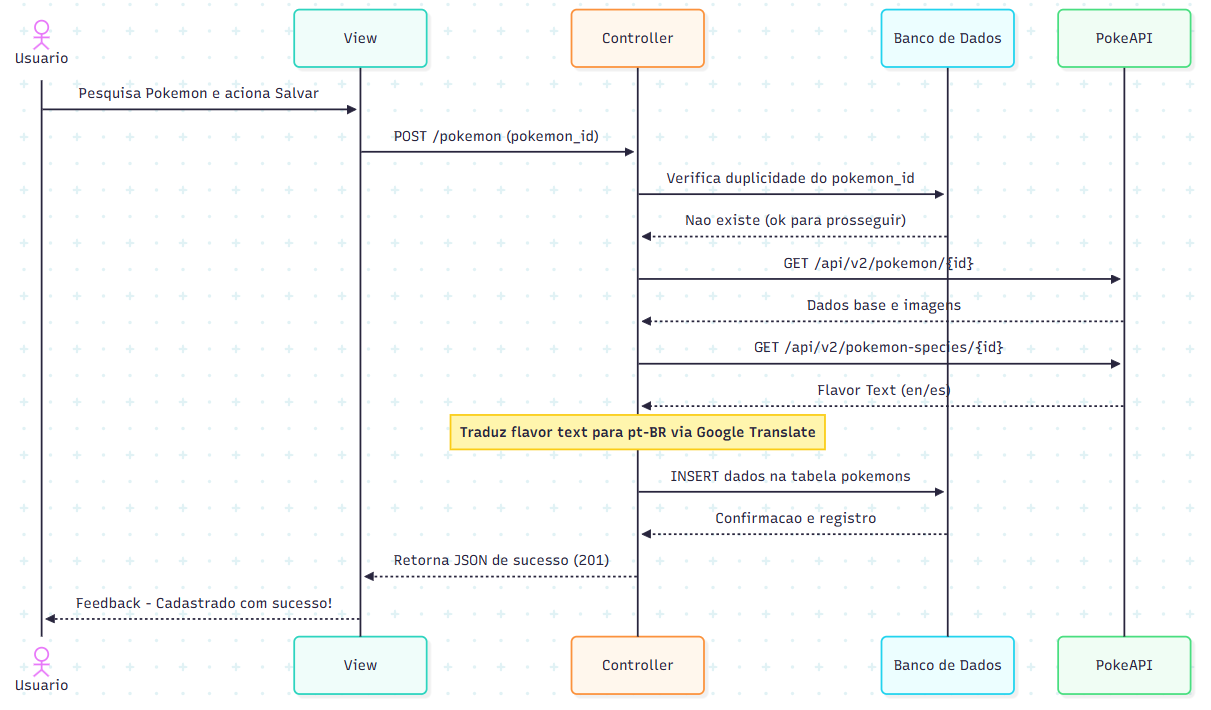 Usuario
View
Controller
Banco de Dados
PokeAPI
Pesquisa Pokemon e aciona Salvar
POST /pokemon (pokemon_id)
Verifica duplicidade do pokemon_id
Nao existe (ok para prosseguir)
GET /api/v2/pokemon/{id}
Dados base e imagens
GET /api/v2/pokemon-species/{id}
Flavor Text (en/es)
Traduz flavor text para pt-BR via Google Translate
INSERT dados na tabela pokemons
Confirmacao e registro
Retorna JSON de sucesso (201)
Feedback - Cadastrado com sucesso!
Usuario
View
Controller
Banco de Dados
PokeAPI